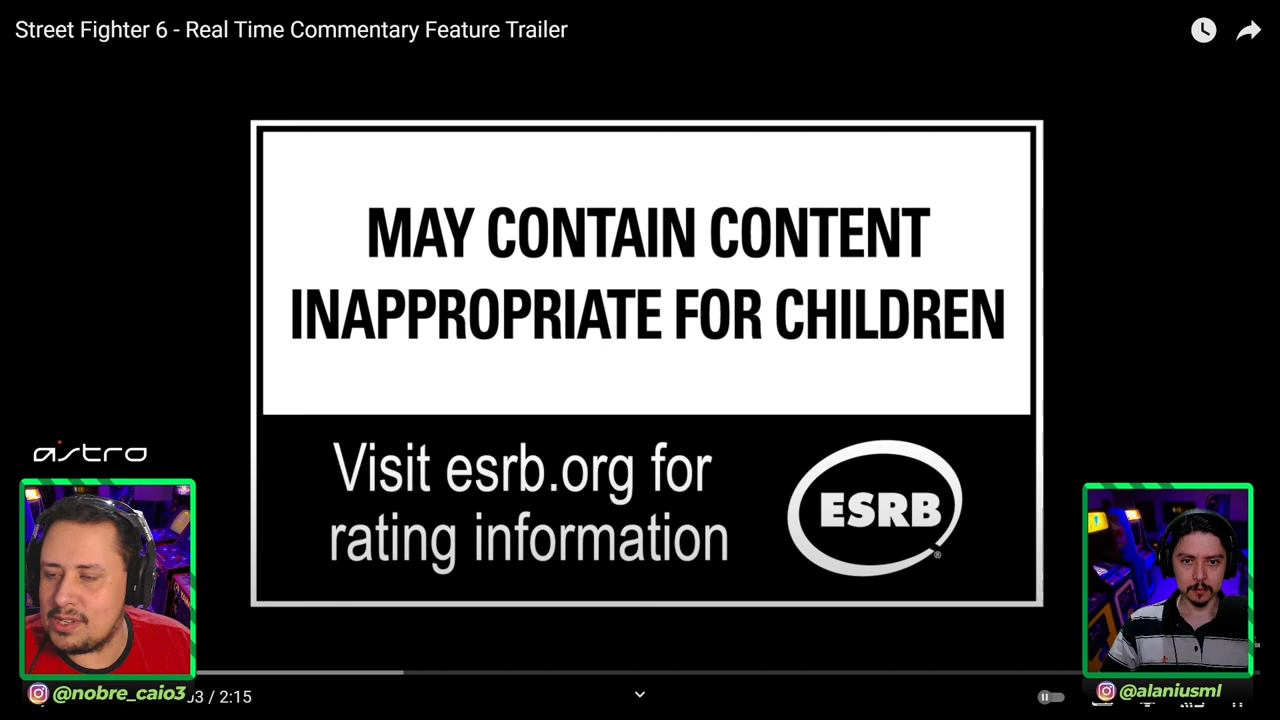 Street Fighter 6 - Real Time Commentary Feature Trailer
MAY CONTAIN CONTENT
INAPPROPRIATE FOR CHILDREN
Visit esrb.org for
rating information
ESRB
®
astro
@nobre_caio3
03 / 2:15
@alaniusml